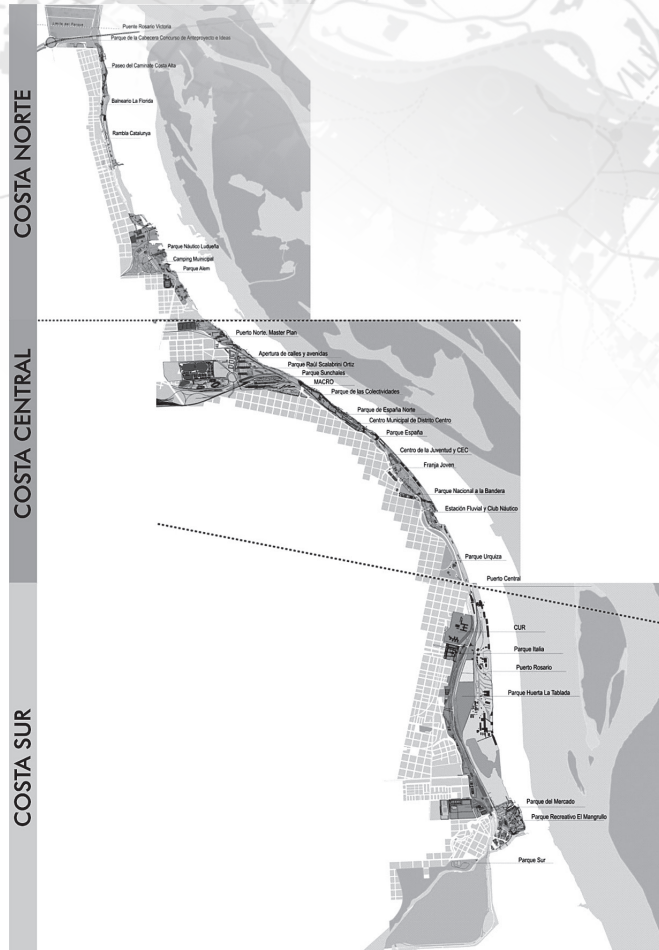 COSTA NORTE
Puente Rosario Victoria
Parque de la Cabecera Concurso de Anteproyecto e Ideas
Paseo del Caminate Costa Alta
Balneario La Florida
Rambla Catalunya
Parque Náutico Ludueña
Camping Municipal
Parque Alem
COSTA CENTRAL
Puerto Norte. Master Plan
Apertura de calles y avenidas
Parque Raúl Scalabrini Ortiz
Parque Sunchales
MACRO
Parque de las Colectividades
Parque de España Norte
Centro Municipal de Distrito Centro
Parque España
Centro de la Juventud y CEC
Franja Joven
Parque Nacional a la Bandera
Estación Fluvial y Club Náutico
Parque Urquiza
Puerto Central
COSTA SUR
CUR
Parque Italia
Puerto Rosario
Parque Huerta La Tablada
Parque del Mercado
Parque Recreativo El Mangrullo
Parque Sur